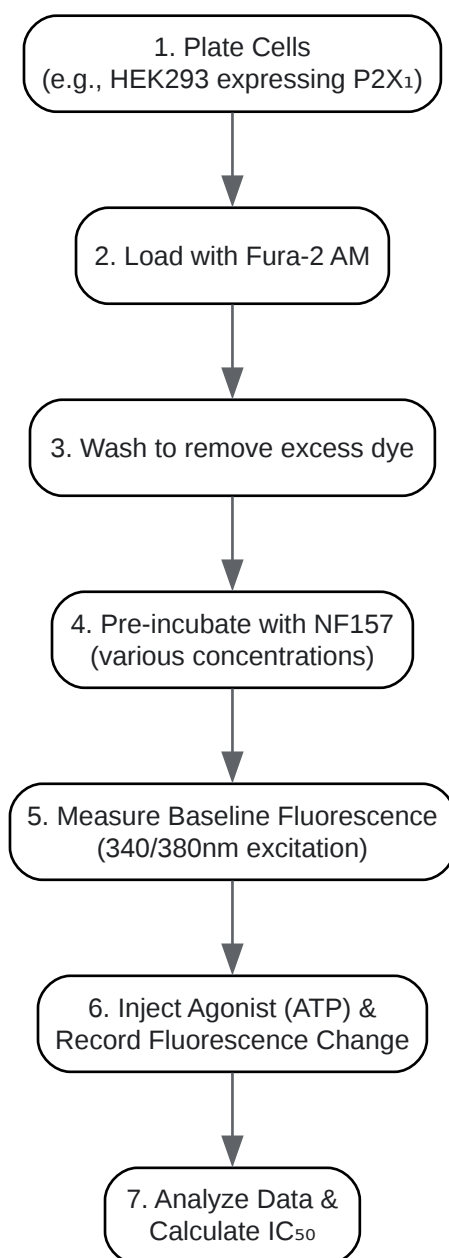 1. Plate Cells
(e.g., HEK293 expressing P2X₁)
2. Load with Fura-2 AM
3. Wash to remove excess dye
4. Pre-incubate with NF157
(various concentrations)
5. Measure Baseline Fluorescence
(340/380nm excitation)
6. Inject Agonist (ATP) &
Record Fluorescence Change
7. Analyze Data &
Calculate IC₅₀